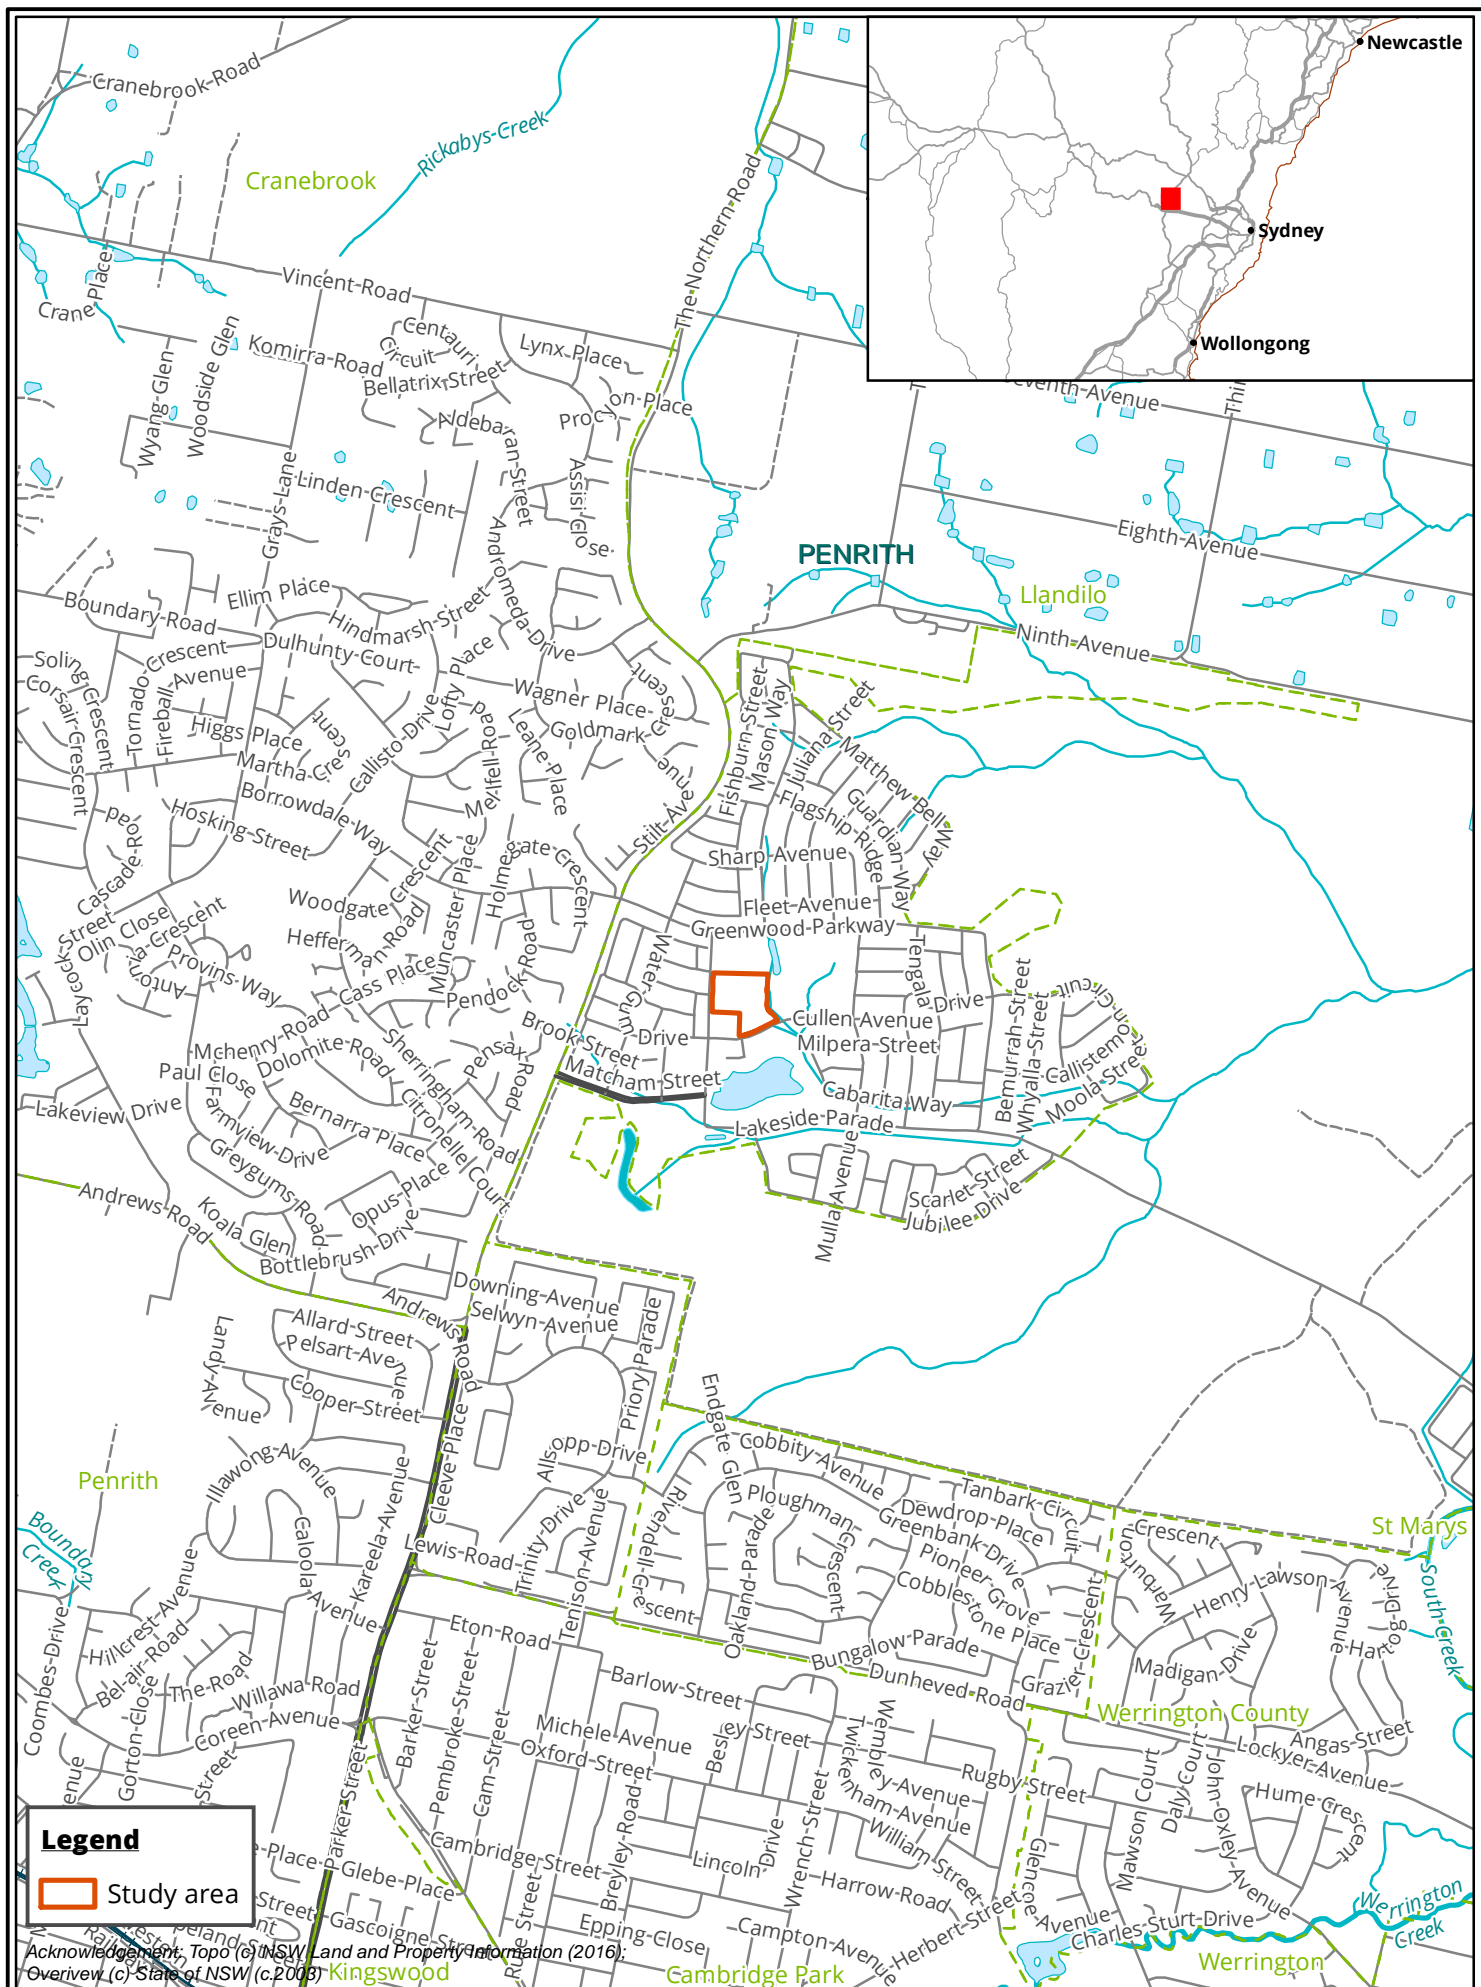 Newcastle
Sydney
Wollongong
Cranebrook Road
Rickabys Creek
Cranebrook
The Northern Road
Crane Place
Vincent Road
Komirra Road
Centauri Circuit
Lynx Place
Bellatrix Street
Procyon Place
Aldebaran Street
Wyang Glen
Woodside Glen
Grays Lane
Linden Crescent
Assisi Close
Andromeda Drive
Seventh Avenue
Eighth Avenue
PENRITH
Llandilo
Ninth Avenue
Boundary Road
Ellim Place
Hindmarsh Street
Dulhunty Court
Lofty Place
Soling Crescent
Corsair Crescent
Tornado Crescent
Fireball Avenue
Higgs Place
Martha Crescent
Callisto Drive
Wagner Place
Goldmark Crescent
Melfell Road
Leane Place
Borrowdale Way
Hosking Street
Stilt Avenue
Fishburn Street
Mason Way
Juliana Street
Matthew Bell Way
Guardian Way
Flagship Ridge
Sharp Avenue
Fleet Avenue
Greenwood Parkway
Cascade Road
Woodgate Crescent
Holmegate Crescent
Muncaster Place
Heffernan Road
Laycock Street
Olin Close
Antonia Crescent
Provins Way
Cass Place
Pendock Road
Water Gum Drive
Tengala Drive
Cullen Avenue
Milpera Street
Bemurrah Street
Whyalla Street
Callistemon Circuit
Moola Street
Brook Street
Matcham Street
Cabarita Way
Lakeside Parade
Mchenry Road
Dolomite Road
Paul Close
Sherringham Road
Pensax Road
Lakeview Drive
Farmview Drive
Bernarra Place
Citronelle Court
Greygums Road
Opus Place
Mulla Avenue
Scarlet Street
Jubilee Drive
Andrews Road
Koala Glen
Bottlebrush Drive
Downing Avenue
Selwyn Avenue
Andrews Road
Allard Street
Pelsart Avenue
Landy Avenue
Cooper Street
Cleeve Place
Priory Parade
Allsopp Drive
Endgate Glen
Cobbity Avenue
Penrith
Illawong Avenue
Tanbark Circuit
Ploughman Crescent
Dewdrop Place
Greenbank Drive
Pioneer Grove
Cobblestone Place
Warburton Crescent
St Marys
Boundary Creek
Caloola Avenue
Kareela Avenue
Lewis Road
Trinity Drive
Tenison Avenue
Rivendell Crescent
Oakland Parade
Henry Lawson Avenue
Hart
South Creek
Hillcrest Avenue
Bel-air Road
Eton Road
Bungalow Parade
Dunheved Road
Grazier Crescent
Madigan Drive
Coombes Drive
The Road
Willawa Road
Coreen Avenue
Gorton Close
Barker Street
Pembroke Street
Cam Street
Barlow Street
Michele Avenue
Oxford Street
Besley Street
Wembley Avenue
Twickenham Avenue
Werrington County
Angas Street
Lockyer Avenue
Rugby Street
Mawson Court
Daly Court
John Oxley Avenue
Hume Crescent
Parker Street
Cambridge Street
Glebe Place
Breyley Road
Lincoln Drive
Wrench Street
William Street
Harrow Road
Glencoe Avenue
Gascoigne Street
Rule Street
Epping Close
Campton Avenue
Herbert Street
Charles Sturt Drive
Werrington Creek
Werrington
Kingswood
Cambridge Park
Legend
Study area
Acknowledgement: Topo (c) NSW Land and Property Information (2016);
Overivew (c) State of NSW (c.2003)